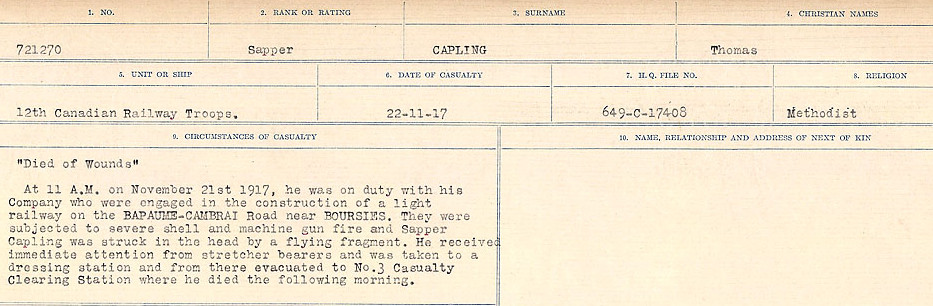 1. NO. 2. RANK OR RATING 3. SURNAME 4. CHRISTIAN NAMES
721270 Sapper CAPLING Thomas
5. UNIT OR SHIP 6. DATE OF CASUALTY 7. H.Q. FILE NO. 8. RELIGION
12th Canadian Railway Troops. 22-11-17 649-C-17408 Methodist
9. CIRCUMSTANCES OF CASUALTY 10. NAME, RELATIONSHIP AND ADDRESS OF NEXT OF KIN
"Died of Wounds"
At 11 A.M. on November 21st 1917, he was on duty with his
Company who were engaged in the construction of a light
railway on the BAPAUME-CAMBRAI Road near BOURSIES. They were
subjected to severe shell and machine gun fire and Sapper
Capling was struck in the head by a flying fragment. He received
immediate attention from stretcher bearers and was taken to a
dressing station and from there evacuated to No.3 Casualty
Clearing Station where he died the following morning.